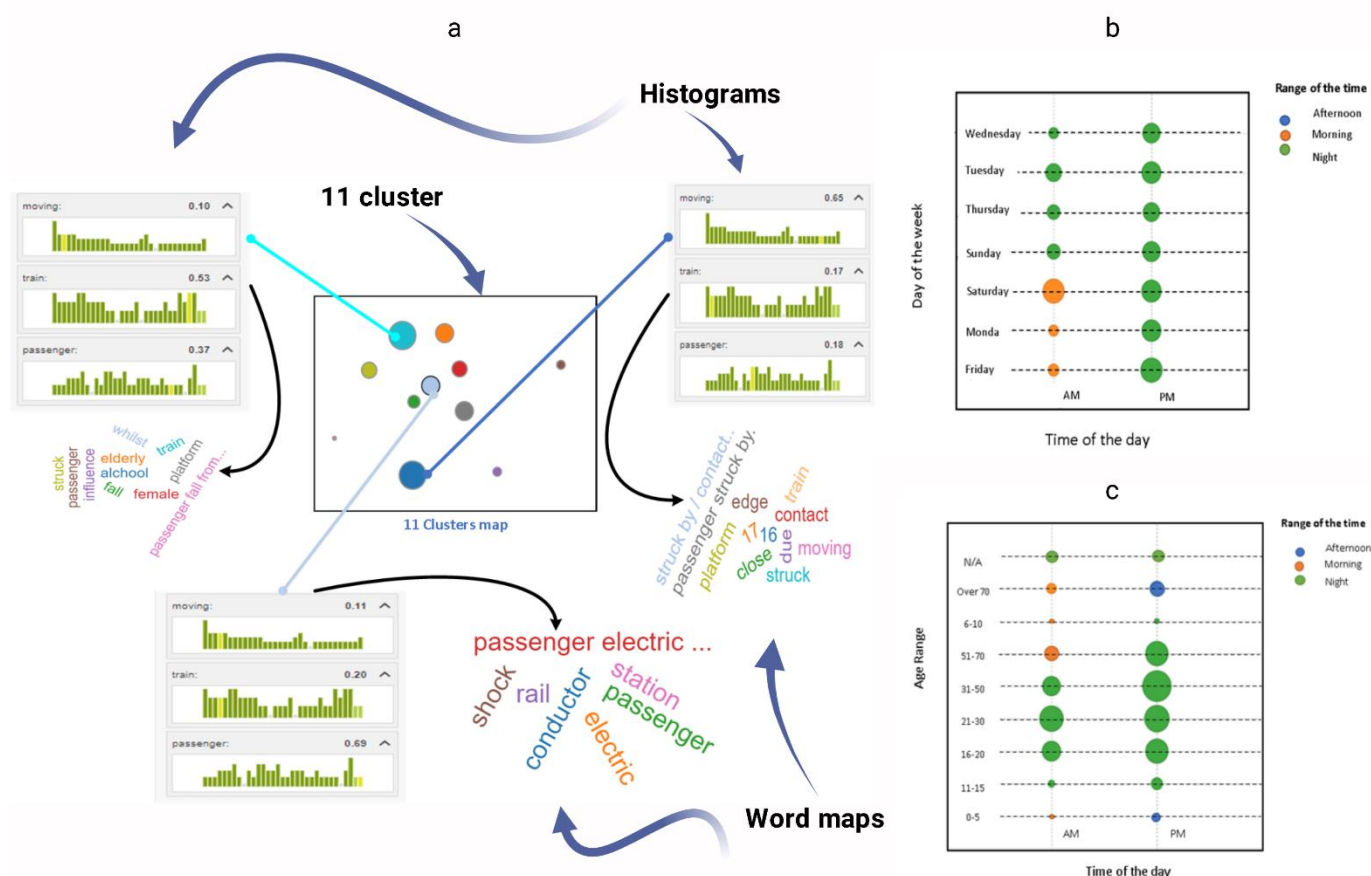 a
Histograms
11 cluster
moving: 0.10
train: 0.53
passenger: 0.37
moving: 0.65
train: 0.17
passenger: 0.18
11 Clusters map
whilst
train
platform
elderly
alchool
struck
passenger
influence
fall
female
passenger fall from...
struck by / contact..
passenger struck by.
edge
train
contact
platform
17
16
due
moving
close
struck
moving: 0.11
train: 0.20
passenger: 0.69
passenger electric ...
shock
rail
conductor
station
passenger
electric
Word maps
b
Range of the time
Afternoon
Morning
Night
Day of the week
Wednesday
Tuesday
Thursday
Sunday
Saturday
Monda
Friday
AM PM
Time of the day
c
Range of the time
Afternoon
Morning
Night
Age Range
N/A
Over 70
6-10
51-70
31-50
21-30
16-20
11-15
0-5
AM PM
Time of the day